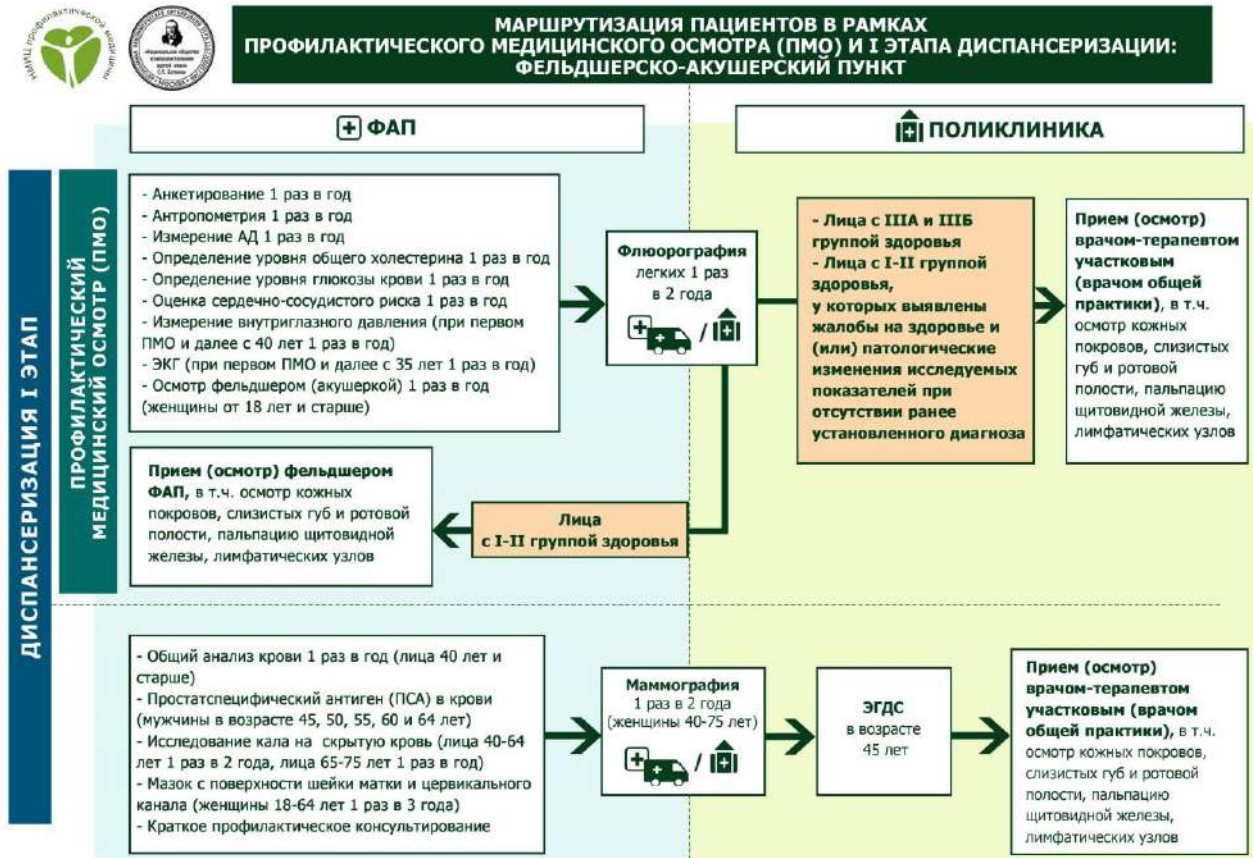 НМИЦ профилактической медицины
МАРШРУТИЗАЦИЯ ПАЦИЕНТОВ В РАМКАХ
ПРОФИЛАКТИЧЕСКОГО МЕДИЦИНСКОГО ОСМОТРА (ПМО) И I ЭТАПА ДИСПАНСЕРИЗАЦИИ:
ФЕЛЬДШЕРСКО-АКУШЕРСКИЙ ПУНКТ
ФАП
ПОЛИКЛИНИКА
ДИСПАНСЕРИЗАЦИЯ I ЭТАП
ПРОФИЛАКТИЧЕСКИЙ
МЕДИЦИНСКИЙ ОСМОТР (ПМО)
- Анкетирование 1 раз в год
- Антропометрия 1 раз в год
- Измерение АД 1 раз в год
- Определение уровня общего холестерина 1 раз в год
- Определение уровня глюкозы крови 1 раз в год
- Оценка сердечно-сосудистого риска 1 раз в год
- Измерение внутриглазного давления (при первом
ПМО и далее с 40 лет 1 раз в год)
- ЭКГ (при первом ПМО и далее с 35 лет 1 раз в год)
- Осмотр фельдшером (акушеркой) 1 раз в год
(женщины от 18 лет и старше)
Флюорография
легких 1 раз
в 2 года
/
- Лица с IIIА и IIIБ
группой здоровья
- Лица с I-II группой
здоровья,
у которых выявлены
жалобы на здоровье и
(или) патологические
изменения исследуемых
показателей при
отсутствии ранее
установленного диагноза
Прием (осмотр)
врачом-терапевтом
участковым
(врачом общей
практики), в т.ч.
осмотр кожных
покровов, слизистых
губ и ротовой
полости, пальпацию
щитовидной железы,
лимфатических узлов
Прием (осмотр) фельдшером
ФАП, в т.ч. осмотр кожных
покровов, слизистых губ и ротовой
полости, пальпацию щитовидной
железы, лимфатических узлов
Лица
с I-II группой здоровья
- Общий анализ крови 1 раз в год (лица 40 лет и
старше)
- Простатспецифический антиген (ПСА) в крови
(мужчины в возрасте 45, 50, 55, 60 и 64 лет)
- Исследование кала на скрытую кровь (лица 40-64
лет 1 раз в 2 года, лица 65-75 лет 1 раз в год)
- Мазок с поверхности шейки матки и цервикального
канала (женщины 18-64 лет 1 раз в 3 года)
- Краткое профилактическое консультирование
Маммография
1 раз в 2 года
(женщины 40-75 лет)
/
ЭГДС
в возрасте
45 лет
Прием (осмотр)
врачом-терапевтом
участковым (врачом
общей практики), в т.ч.
осмотр кожных покровов,
слизистых губ и ротовой
полости, пальпацию
щитовидной железы,
лимфатических узлов